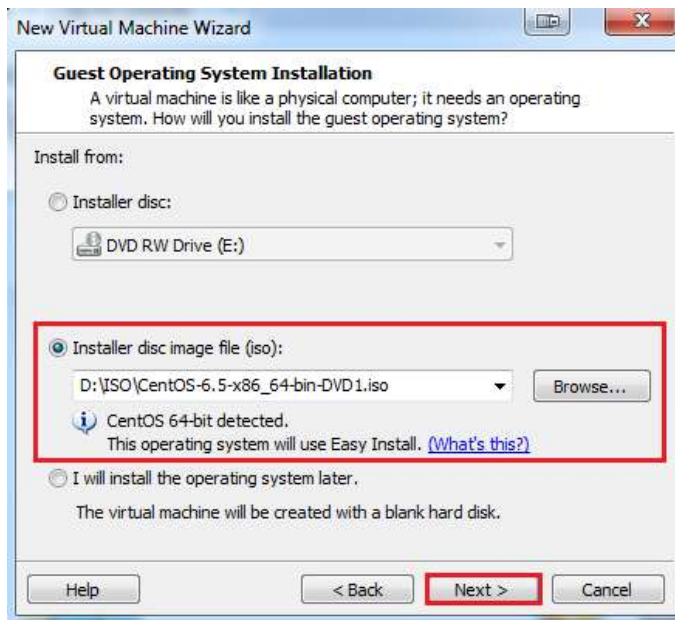 New Virtual Machine Wizard
Guest Operating System Installation
A virtual machine is like a physical computer; it needs an operating
system. How will you install the guest operating system?
Install from:
Installer disc:
DVD RW Drive (E:)
Installer disc image file (iso):
D:\ISO\CentOS-6.5-x86_64-bin-DVD1.iso
Browse...
CentOS 64-bit detected.
This operating system will use Easy Install. (What's this?)
I will install the operating system later.
The virtual machine will be created with a blank hard disk.
Help
< Back
Next >
Cancel